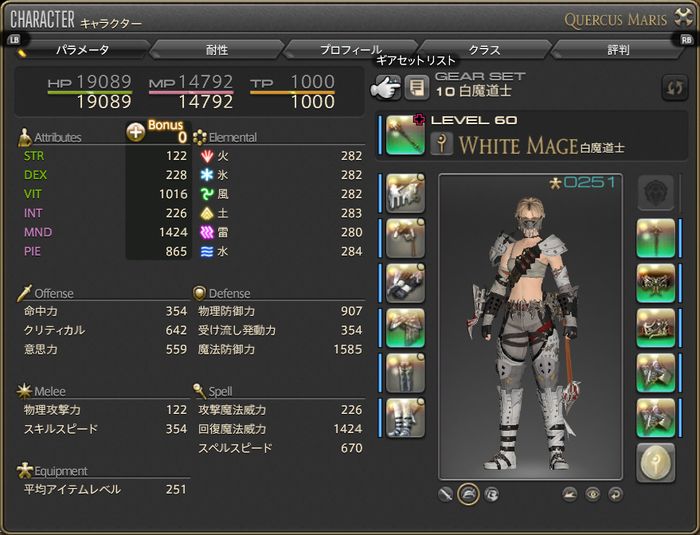 CHARACTER キャラクター
QUERCUS MARIS
LB
パラメータ 耐性 プロフィール クラス 評判
RB
ギアセットリスト
HP 19089 MP 14792 TP 1000
19089 14792 1000
GEAR SET
10 白魔道士
Bonus
0
Attributes
STR 122
DEX 228
VIT 1016
INT 226
MND 1424
PIE 865
Elemental
火 282
氷 282
風 282
土 283
雷 280
水 284
LEVEL 60
WHITE MAGE 白魔道士
0251
Offense
命中力 354
クリティカル 642
意思力 559
Defense
物理防御力 907
受け流し発動力 354
魔法防御力 1585
Melee
物理攻撃力 122
スキルスピード 354
Spell
攻撃魔法威力 226
回復魔法威力 1424
スペルスピード 670
Equipment
平均アイテムレベル 251